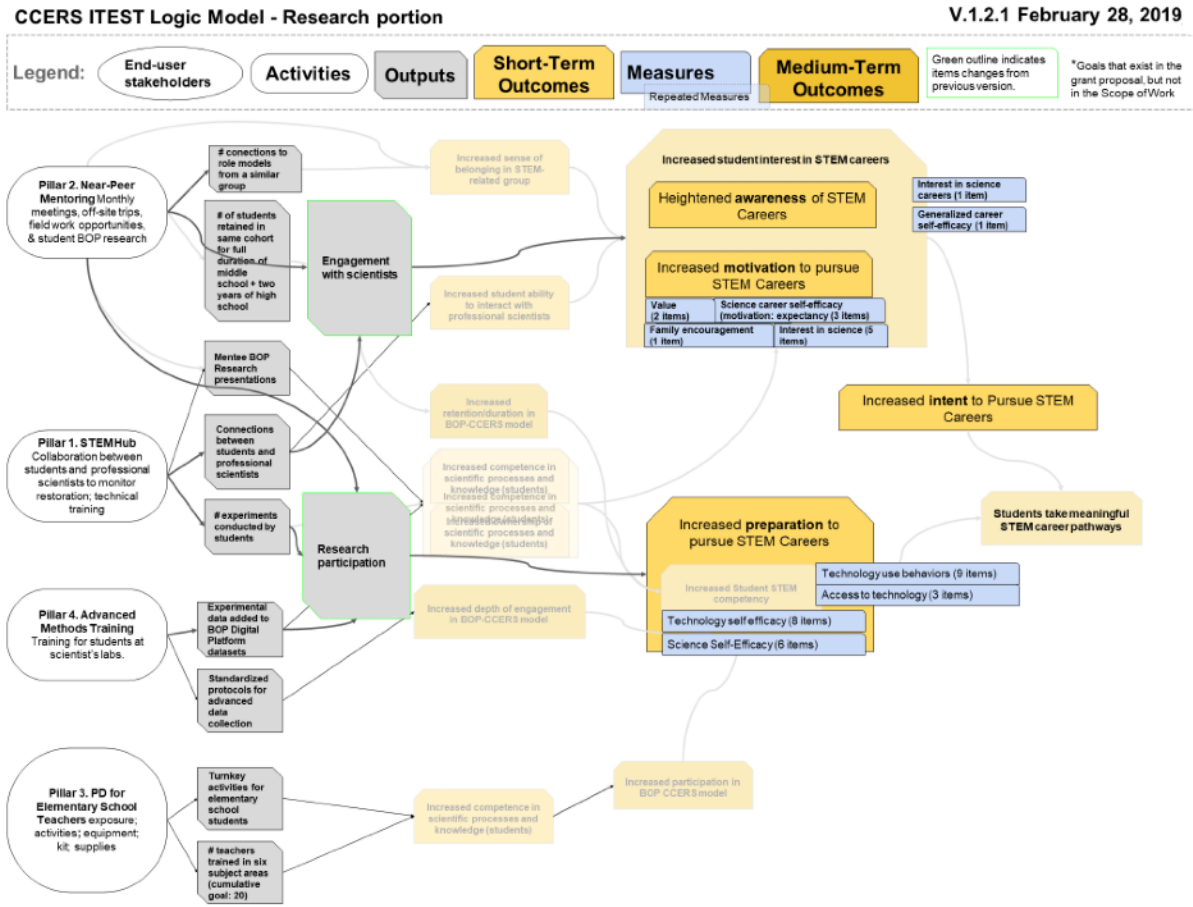 CCERS ITEST Logic Model - Research portion
V.1.2.1 February 28, 2019
Legend:
End-user
stakeholders
Activities
Outputs
Short-Term
Outcomes
Measures
Repeated Measures
Medium-Term
Outcomes
Green outline indicates
items changes from
previous version.
*Goals that exist in the
grant proposal, but not
in the Scope of Work
Pillar 2. Near-Peer
Mentoring Monthly
meetings, off-site trips,
field work opportunities,
& student BOP research
# conections to
role models
from a similar
group
# of students
retained in
same cohort
for full
duration of
middle
school + two
years of high
school
Engagement
with scientists
Increased sense of
belonging in STEM-
related group
Increased student ability
to interact with
professional scientists
Increased student interest in STEM careers
Heightened awareness of STEM
Careers
Increased motivation to pursue
STEM Careers
Value
(2 items)
Science career self-efficacy
(motivation: expectancy (3 items)
Family encouragement
(1 item)
Interest in science (5
items)
Interest in science
careers (1 item)
Generalized career
self-efficacy (1 item)
Mentee BOP
Research
presentations
Increased
retention/duration in
BOP-CCERS model
Increased intent to Pursue STEM
Careers
Pillar 1. STEMHub
Collaboration between
students and professional
scientists to monitor
restoration; technical
training
Connections
between
students and
professional
scientists
# experiments
conducted by
students
Research
participation
Increased competence in
scientific processes and
knowledge (students)
Increased competence in
scientific processes and
knowledge (students)
Increased ownership of
scientific processes and
knowledge (students)
Increased preparation to
pursue STEM Careers
Increased Student STEM
competency
Technology use behaviors (9 items)
Access to technology (3 items)
Technology self efficacy (8 items)
Science Self-Efficacy (6 items)
Students take meaningful
STEM career pathways
Pillar 4. Advanced
Methods Training
Training for students at
scientist's labs.
Experimental
data added to
BOP Digital
Platform
datasets
Standardized
protocols for
advanced
data
collection
Increased depth of engagement
in BOP-CCERS model
Pillar 3. PD for
Elementary School
Teachers exposure;
activities; equipment;
kit; supplies
Turnkey
activities for
elementary
school
students
# teachers
trained in six
subject areas
(cumulative
goal: 20)
Increased competence in
scientific processes and
knowledge (students)
Increased participation in
BOP CCERS model